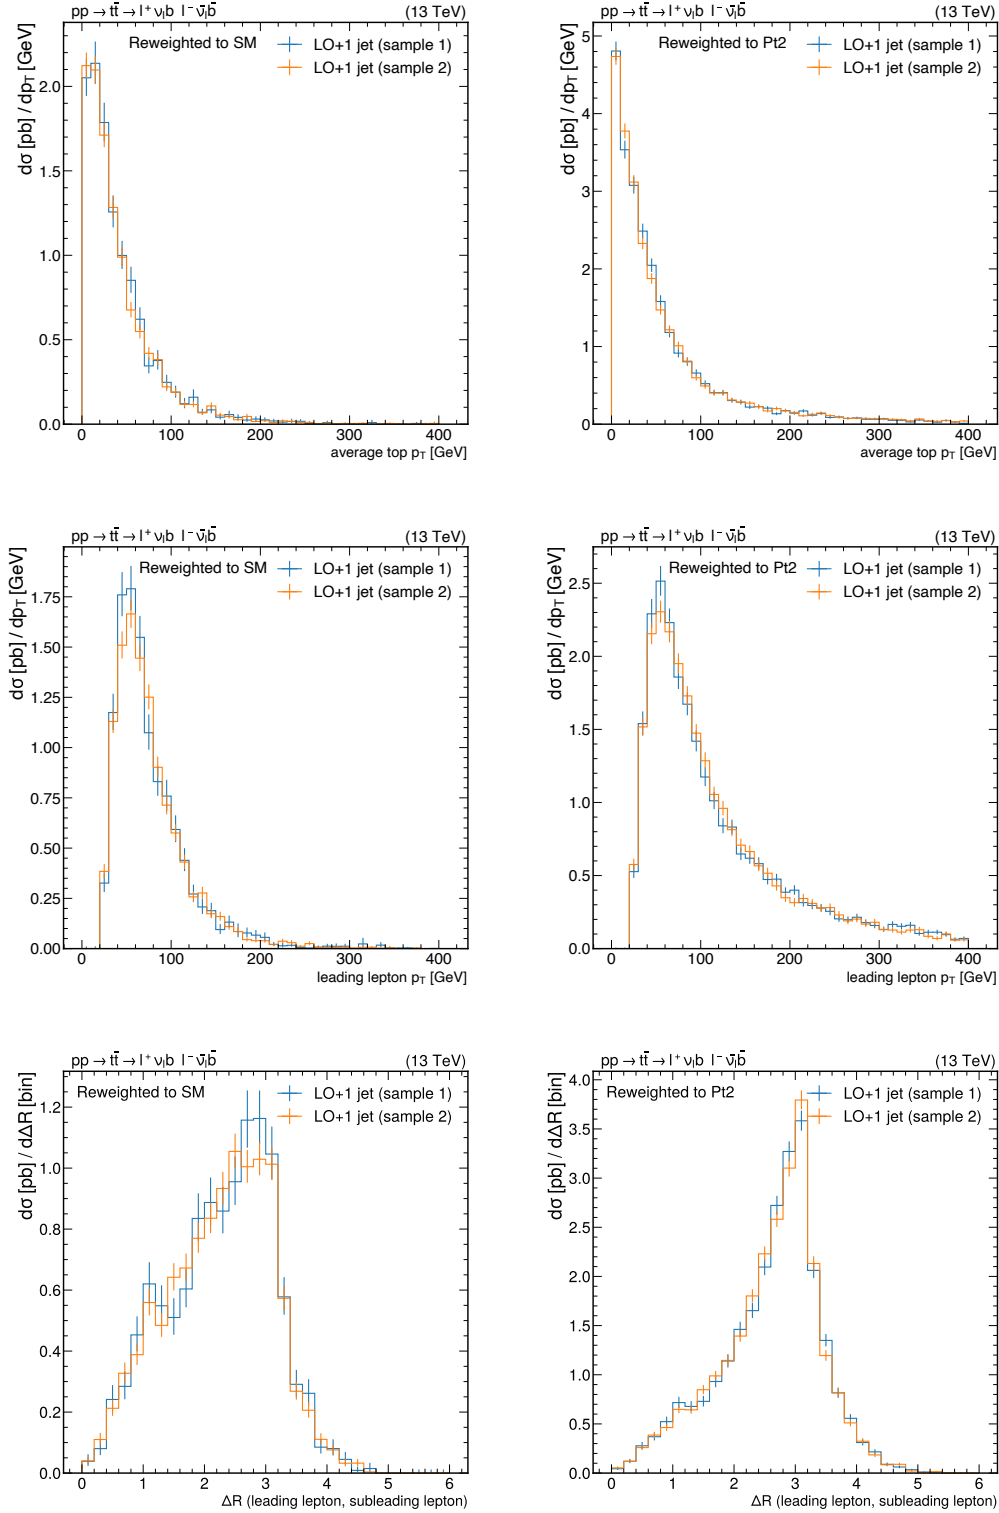 pp → tt̄ → l⁺ νₗb l⁻ ν̄ₗb̄ (13 TeV)
Reweighted to SM
LO+1 jet (sample 1)
LO+1 jet (sample 2)
dσ [pb] / dp_T [GeV]
2.0
1.5
1.0
0.5
0.0
0 100 200 300 400
average top p_T [GeV]
pp → tt̄ → l⁺ νₗb l⁻ ν̄ₗb̄ (13 TeV)
Reweighted to Pt2
LO+1 jet (sample 1)
LO+1 jet (sample 2)
dσ [pb] / dp_T [GeV]
5
4
3
2
1
0
0 100 200 300 400
average top p_T [GeV]
pp → tt̄ → l⁺ νₗb l⁻ ν̄ₗb̄ (13 TeV)
Reweighted to SM
LO+1 jet (sample 1)
LO+1 jet (sample 2)
dσ [pb] / dp_T [GeV]
1.75
1.50
1.25
1.00
0.75
0.50
0.25
0.00
0 100 200 300 400
leading lepton p_T [GeV]
pp → tt̄ → l⁺ νₗb l⁻ ν̄ₗb̄ (13 TeV)
Reweighted to Pt2
LO+1 jet (sample 1)
LO+1 jet (sample 2)
dσ [pb] / dp_T [GeV]
2.5
2.0
1.5
1.0
0.5
0.0
0 100 200 300 400
leading lepton p_T [GeV]
pp → tt̄ → l⁺ νₗb l⁻ ν̄ₗb̄ (13 TeV)
Reweighted to SM
LO+1 jet (sample 1)
LO+1 jet (sample 2)
dσ [pb] / dΔR [bin]
1.2
1.0
0.8
0.6
0.4
0.2
0.0
0 1 2 3 4 5 6
ΔR (leading lepton, subleading lepton)
pp → tt̄ → l⁺ νₗb l⁻ ν̄ₗb̄ (13 TeV)
Reweighted to Pt2
LO+1 jet (sample 1)
LO+1 jet (sample 2)
dσ [pb] / dΔR [bin]
4.0
3.5
3.0
2.5
2.0
1.5
1.0
0.5
0.0
0 1 2 3 4 5 6
ΔR (leading lepton, subleading lepton)